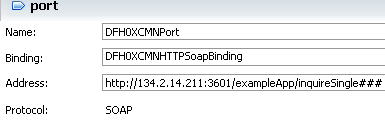 port
Name: DFH0XCMNPort
Binding: DFH0XCMNHTTPSoapBinding
Address: http://134.2.14.211:3601/exampleApp/inquireSingle###
Protocol: SOAP